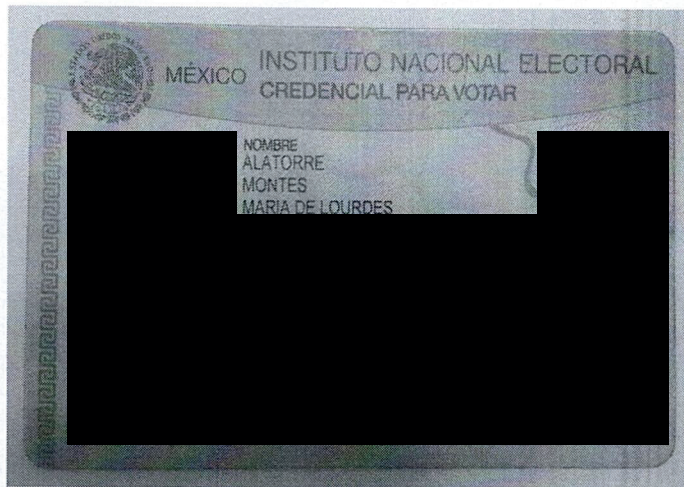 MÉXICO
INSTITUTO NACIONAL ELECTORAL
CREDENCIAL PARA VOTAR
NOMBRE
ALATORRE
MONTES
MARIA DE LOURDES